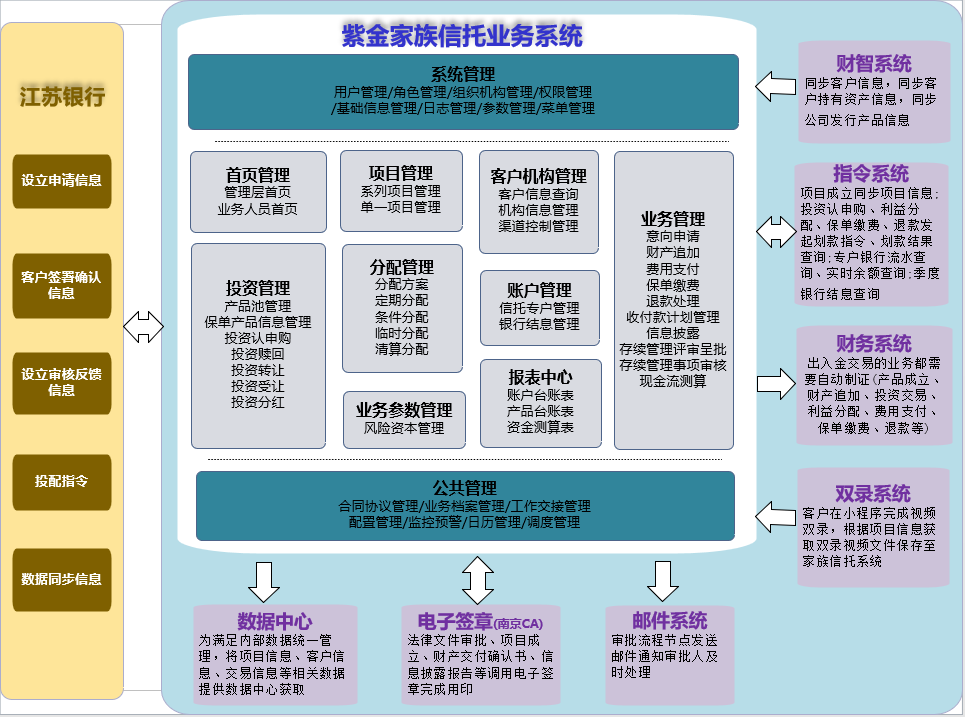 紫金家族信托业务系统
江苏银行
设立申请信息
客户签署确认
信息
设立审核反馈
信息
投配指令
数据同步信息
系统管理
用户管理/角色管理/组织机构管理/权限管理
/基础信息管理/日志管理/参数管理/菜单管理
首页管理
管理层首页
业务人员首页
项目管理
系列项目管理
单一项目管理
客户机构管理
客户信息查询
机构信息管理
渠道控制管理
业务管理
意向申请
财产追加
费用支付
保单缴费
退款处理
收付款计划管理
信息披露
存续管理评审呈批
存续管理事项审核
现金流测算
投资管理
产品池管理
保单产品信息管理
投资认申购
投资赎回
投资转让
投资受让
投资分红
分配管理
分配方案
定期分配
条件分配
临时分配
清算分配
账户管理
信托专户管理
银行结息管理
业务参数管理
风险资本管理
报表中心
账户台账表
产品台账表
资金测算表
公共管理
合同协议管理/业务档案管理/工作交接管理
配置管理/监控预警/日历管理/调度管理
财智系统
同步客户信息，同步客
户持有资产信息，同步
公司发行产品信息
指令系统
项目成立同步项目信息;
投资认申购、利益分
配、保单缴费、退款发
起划款指令、划款结果
查询;专户银行流水查
询、实时余额查询;季度
银行结息查询
财务系统
出入金交易的业务都需
要自动制证(产品成立、
财产追加、投资交易、
利益分配、费用支付、
保单缴费、退款等)
双录系统
客户在小程序完成视频
双录，根据项目信息获
取双录视频文件保存至
家族信托系统
数据中心
为满足内部数据统一管
理，将项目信息、客户信
息、交易信息等相关数据
提供数据中心获取
电子签章(南京CA)
法律文件审批、项目成
立、财产交付确认书、信
息披露报告等调用电子签
章完成用印
邮件系统
审批流程节点发送
邮件通知审批人及
时处理